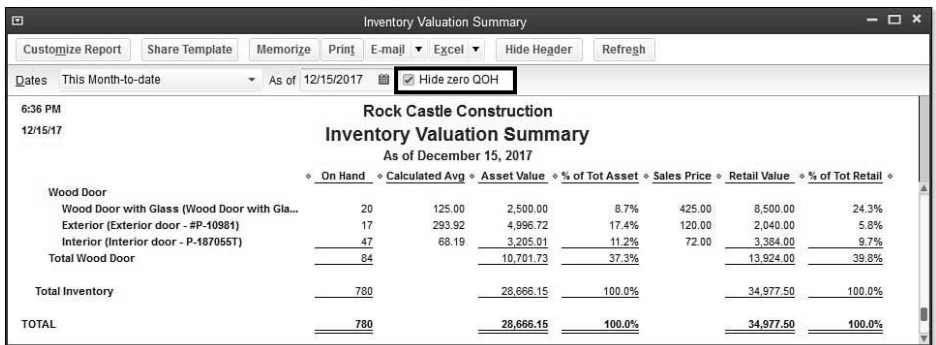 Inventory Valuation Summary
Customize Report Share Template Memorize Print E-mail Excel Hide Header Refresh
Dates This Month-to-date As of 12/15/2017 Hide zero QOH
6:36 PM Rock Castle Construction
12/15/17 Inventory Valuation Summary
As of December 15, 2017
On Hand Calculated Avg Asset Value % of Tot Asset Sales Price Retail Value % of Tot Retail
Wood Door
Wood Door with Glass (Wood Door with Gla... 20 125.00 2,500.00 8.7% 425.00 8,500.00 24.3%
Exterior (Exterior door - #P-10981) 17 293.92 4,996.72 17.4% 120.00 2,040.00 5.8%
Interior (Interior door - P-187055T) 47 68.19 3,205.01 11.2% 72.00 3,384.00 9.7%
Total Wood Door 84 10,701.73 37.3% 13,924.00 39.8%
Total Inventory 780 28,666.15 100.0% 34,977.50 100.0%
TOTAL 780 28,666.15 100.0% 34,977.50 100.0%